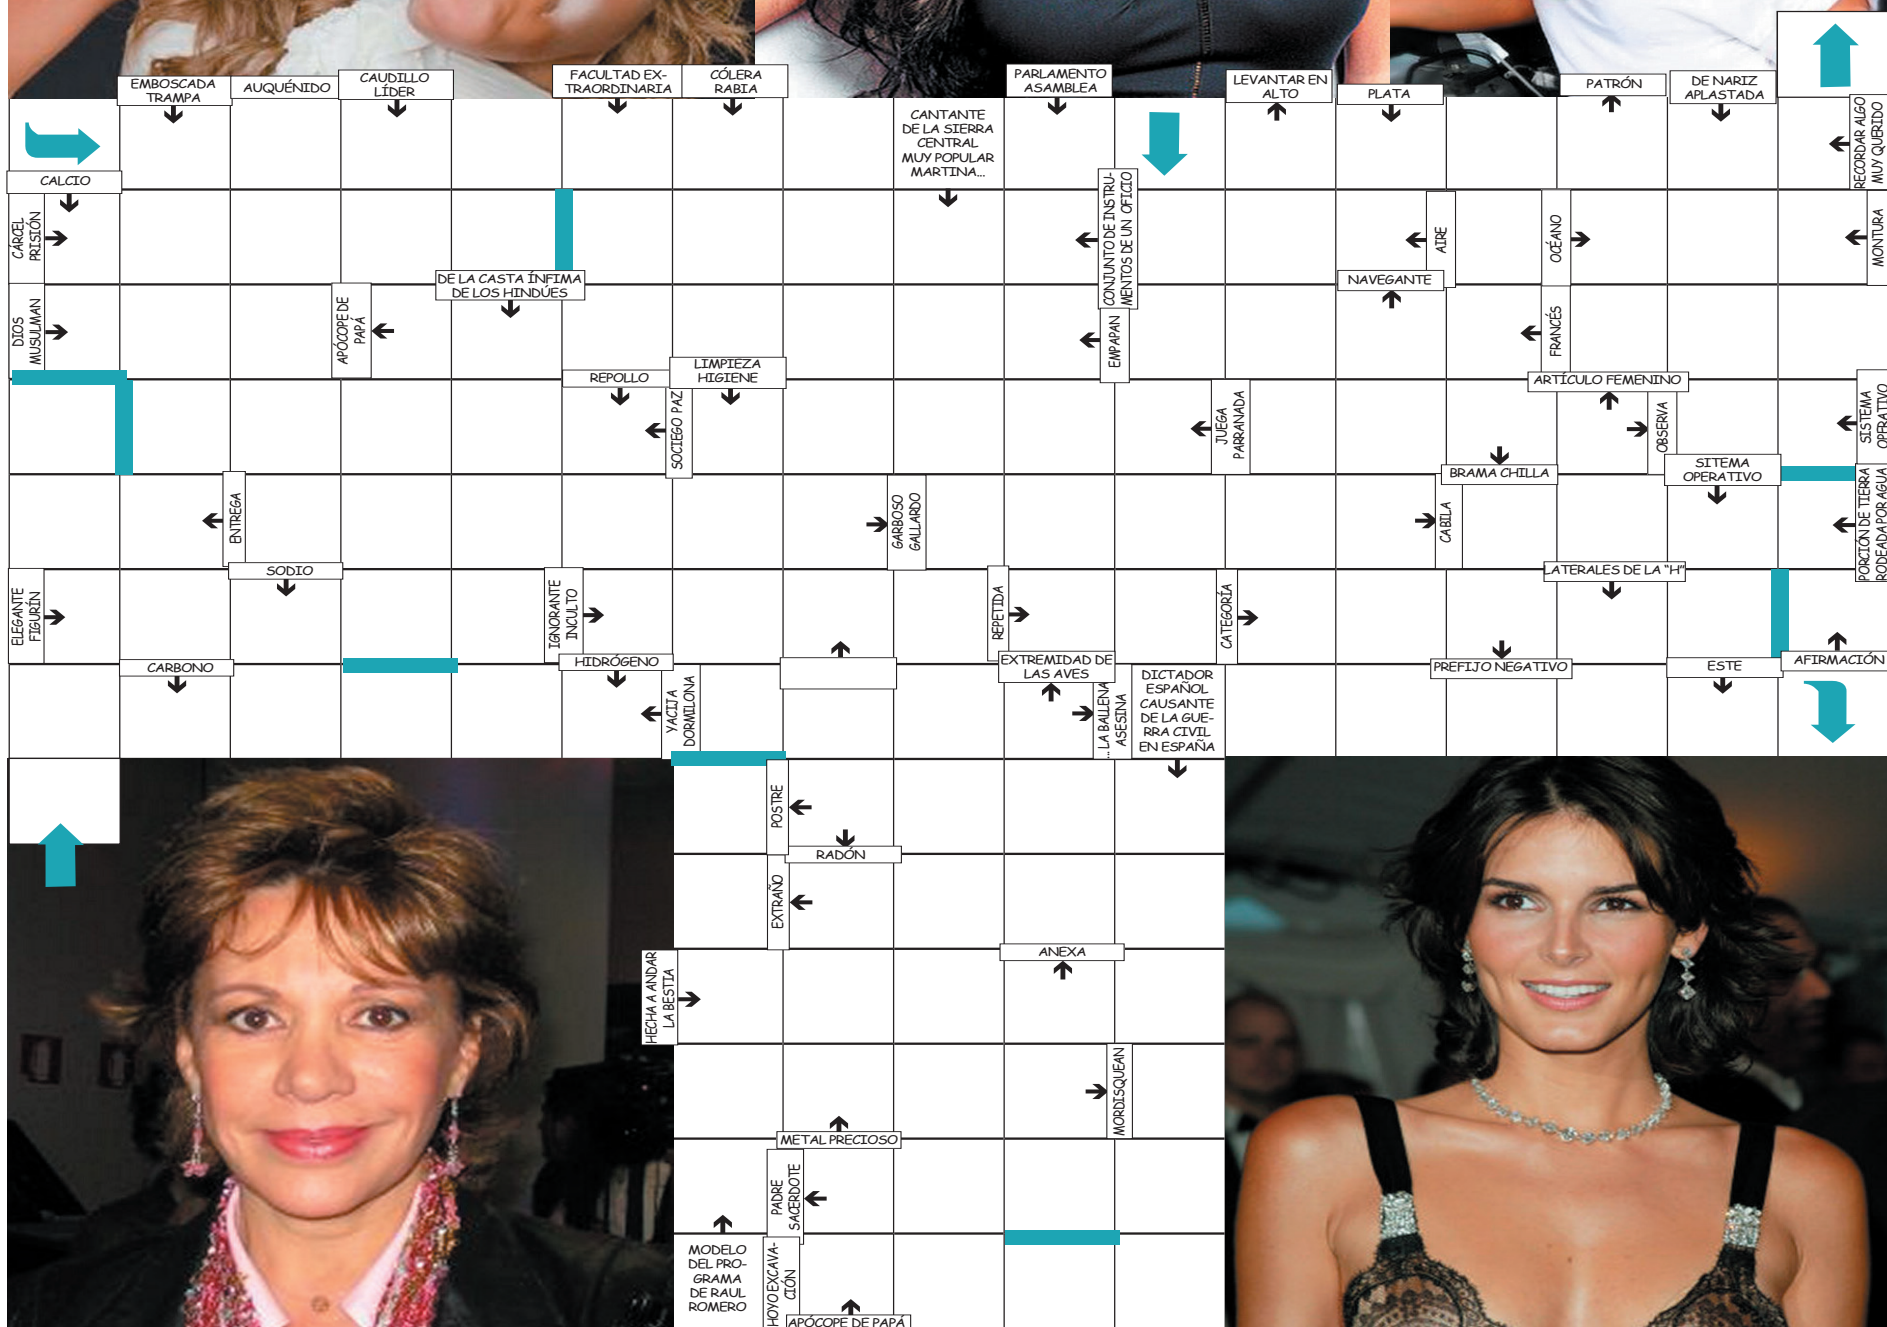 EMBOSCADA
TRAMPA
AUQUÉNIDO
CAUDILLO
LÍDER
FACULTAD EX-
TRAORDINARIA
CÓLERA
RABIA
PARLAMENTO
ASAMBLEA
LEVANTAR EN
ALTO
PLATA
PATRÓN
DE NARIZ
APLASTADA
CANTANTE
DE LA SIERRA
CENTRAL
MUY POPULAR
MARTINA...
RECORDAR ALGO
MUY QUERIDO
CALCIO
CÁRCEL
PRISIÓN
CONJUNTO DE INSTRU-
MENTOS DE UN OFICIO
AIRE
OCÉANO
MONTURA
DE LA CASTA ÍNFIMA
DE LOS HINDÚES
NAVEGANTE
DIOS
MUSULMAN
APÓCOPE DE
PAPÁ
EMPAPAN
FRANCÉS
REPOLLO
LIMPIEZA
HIGIENE
ARTÍCULO FEMENINO
SOCIEGO PAZ
JUEGA
PARRANADA
OBSERVA
SISTEMA
OPERATIVO
BRAMA CHILLA
SITEMA
OPERATIVO
ENTREGA
GARBOSO
GALLARDO
CABILA
PORCIÓN DE TIERRA
RODEADA POR AGUA
SODIO
LATERALES DE LA "H"
ELEGANTE
FIGURÍN
IGNORANTE
INCULTO
REPETIDA
CATEGORÍA
CARBONO
HIDRÓGENO
EXTREMIDAD DE
LAS AVES
PREFIJO NEGATIVO
ESTE
AFIRMACIÓN
YACIJA
DORMILONA
... LA BALLENA
ASESINA
DICTADOR
ESPAÑOL
CAUSANTE
DE LA GUE-
RRA CIVIL
EN ESPAÑA
POSTRE
RADÓN
EXTRAÑO
ANEXA
HECHA A ANDAR
LA BESTIA
MORDISQUEAN
METAL PRECIOSO
PADRE
SACERDOTE
MODELO
DEL PRO-
GRAMA
DE RAUL
ROMERO
HOYO EXCAVA-
CIÓN
APÓCOPE DE PAPÁ